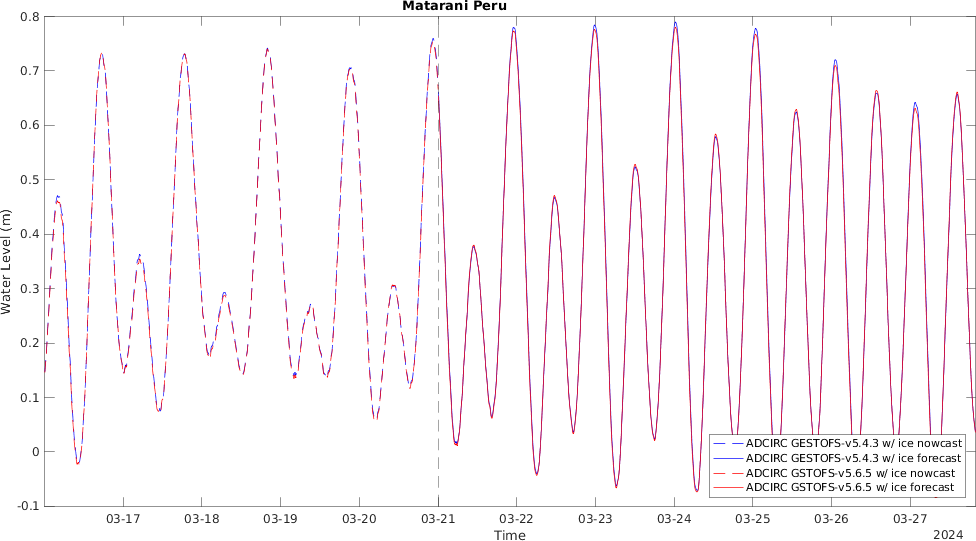 Matarani Peru
0.8
0.7
0.6
0.5
0.4
0.3
0.2
0.1
0
-0.1
Water Level (m)
ADCIRC GESTOFS-v5.4.3 w/ ice nowcast
ADCIRC GESTOFS-v5.4.3 w/ ice forecast
ADCIRC GSTOFS-v5.6.5 w/ ice nowcast
ADCIRC GSTOFS-v5.6.5 w/ ice forecast
03-17 03-18 03-19 03-20 03-21 03-22 03-23 03-24 03-25 03-26 03-27
Time
2024